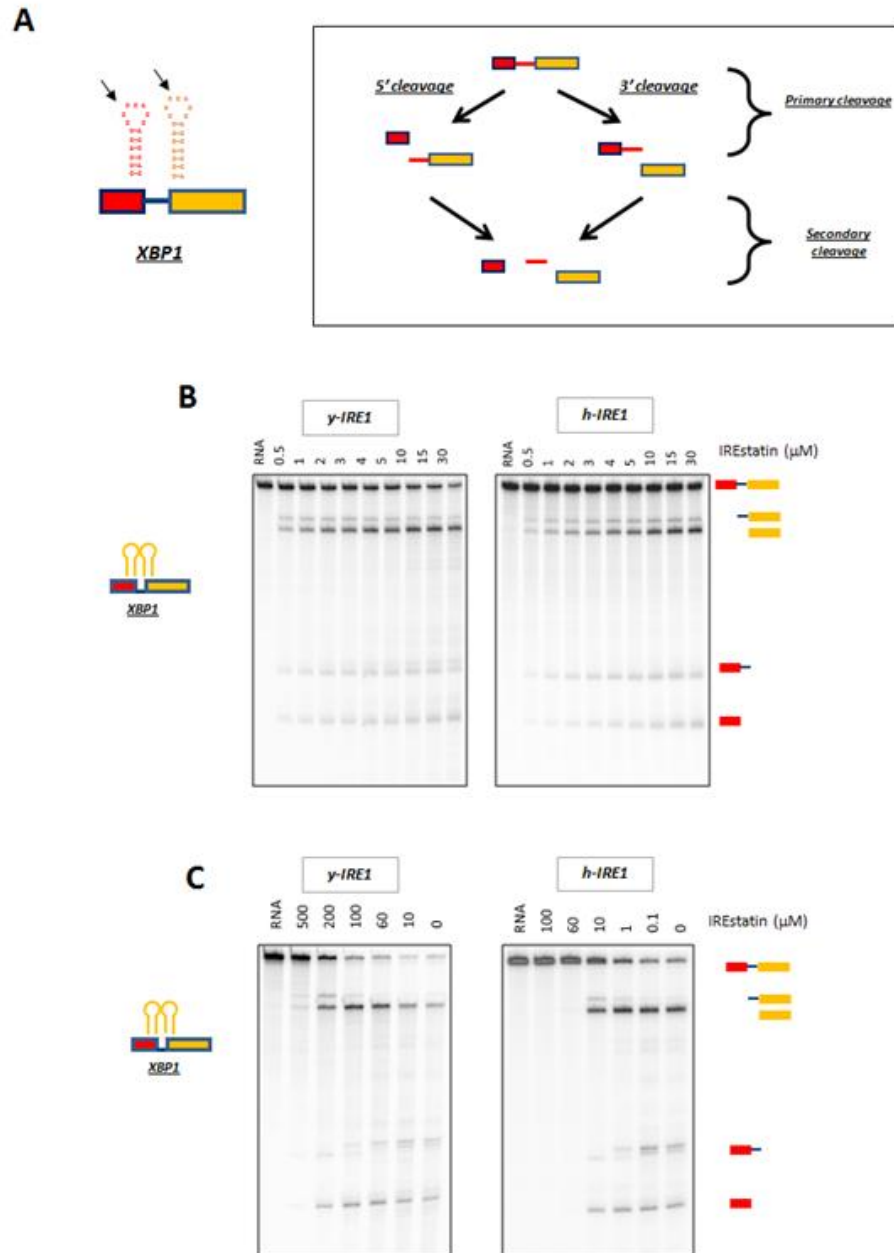 A
5' cleavage
3' cleavage
Primary cleavage
Secondary
cleavage
XBP1
B
y-IRE1
h-IRE1
RNA 0.5 1 2 3 4 5 10 15 30
RNA 0.5 1 2 3 4 5 10 15 30
IREstatin (μM)
XBP1
C
y-IRE1
h-IRE1
RNA 500 200 100 60 10 0
RNA 100 60 10 1 0.1 0
IREstatin (μM)
XBP1